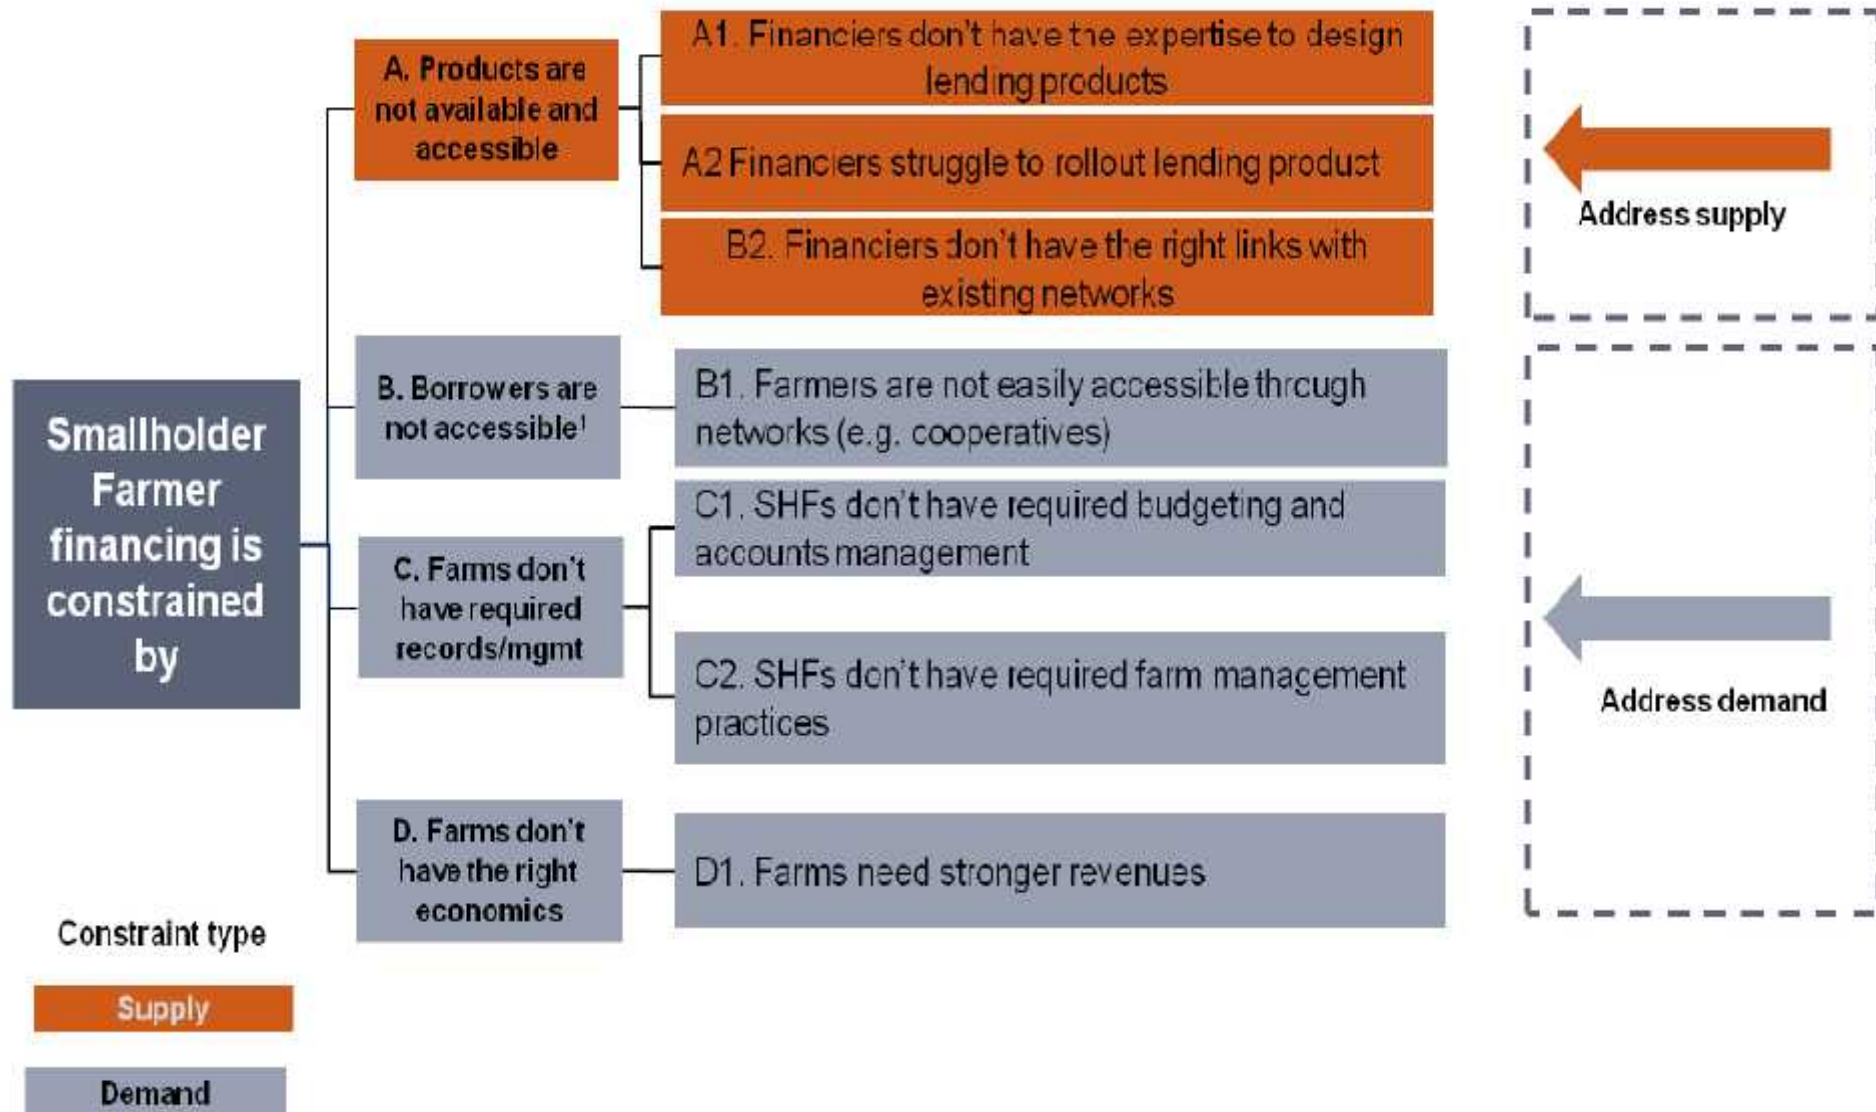 A. Products are
not available and
accessible
A1. Financiers don't have the expertise to design
lending products
A2 Financiers struggle to rollout lending product
B2. Financiers don't have the right links with
existing networks
Address supply
Smallholder
Farmer
financing is
constrained
by
B. Borrowers are
not accessible¹
B1. Farmers are not easily accessible through
networks (e.g. cooperatives)
C. Farms don't
have required
records/mgmt
C1. SHFs don't have required budgeting and
accounts management
C2. SHFs don't have required farm management
practices
Address demand
D. Farms don't
have the right
economics
D1. Farms need stronger revenues
Constraint type
Supply
Demand